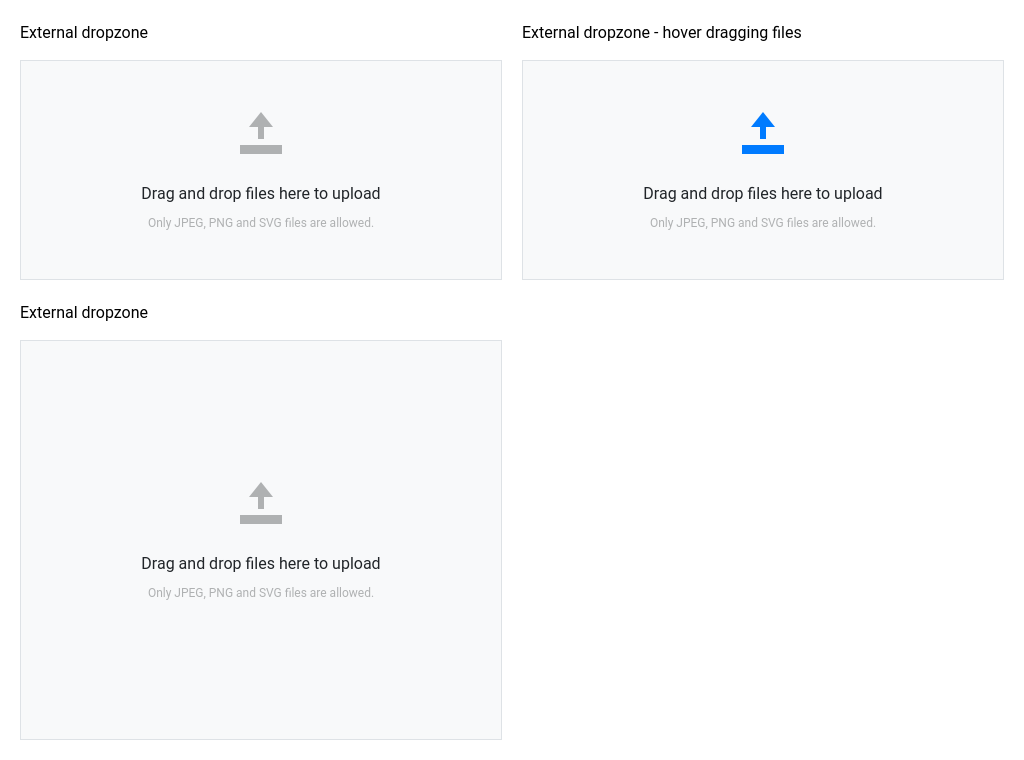 External dropzone
Drag and drop files here to upload
Only JPEG, PNG and SVG files are allowed.
External dropzone - hover dragging files
Drag and drop files here to upload
Only JPEG, PNG and SVG files are allowed.
External dropzone
Drag and drop files here to upload
Only JPEG, PNG and SVG files are allowed.